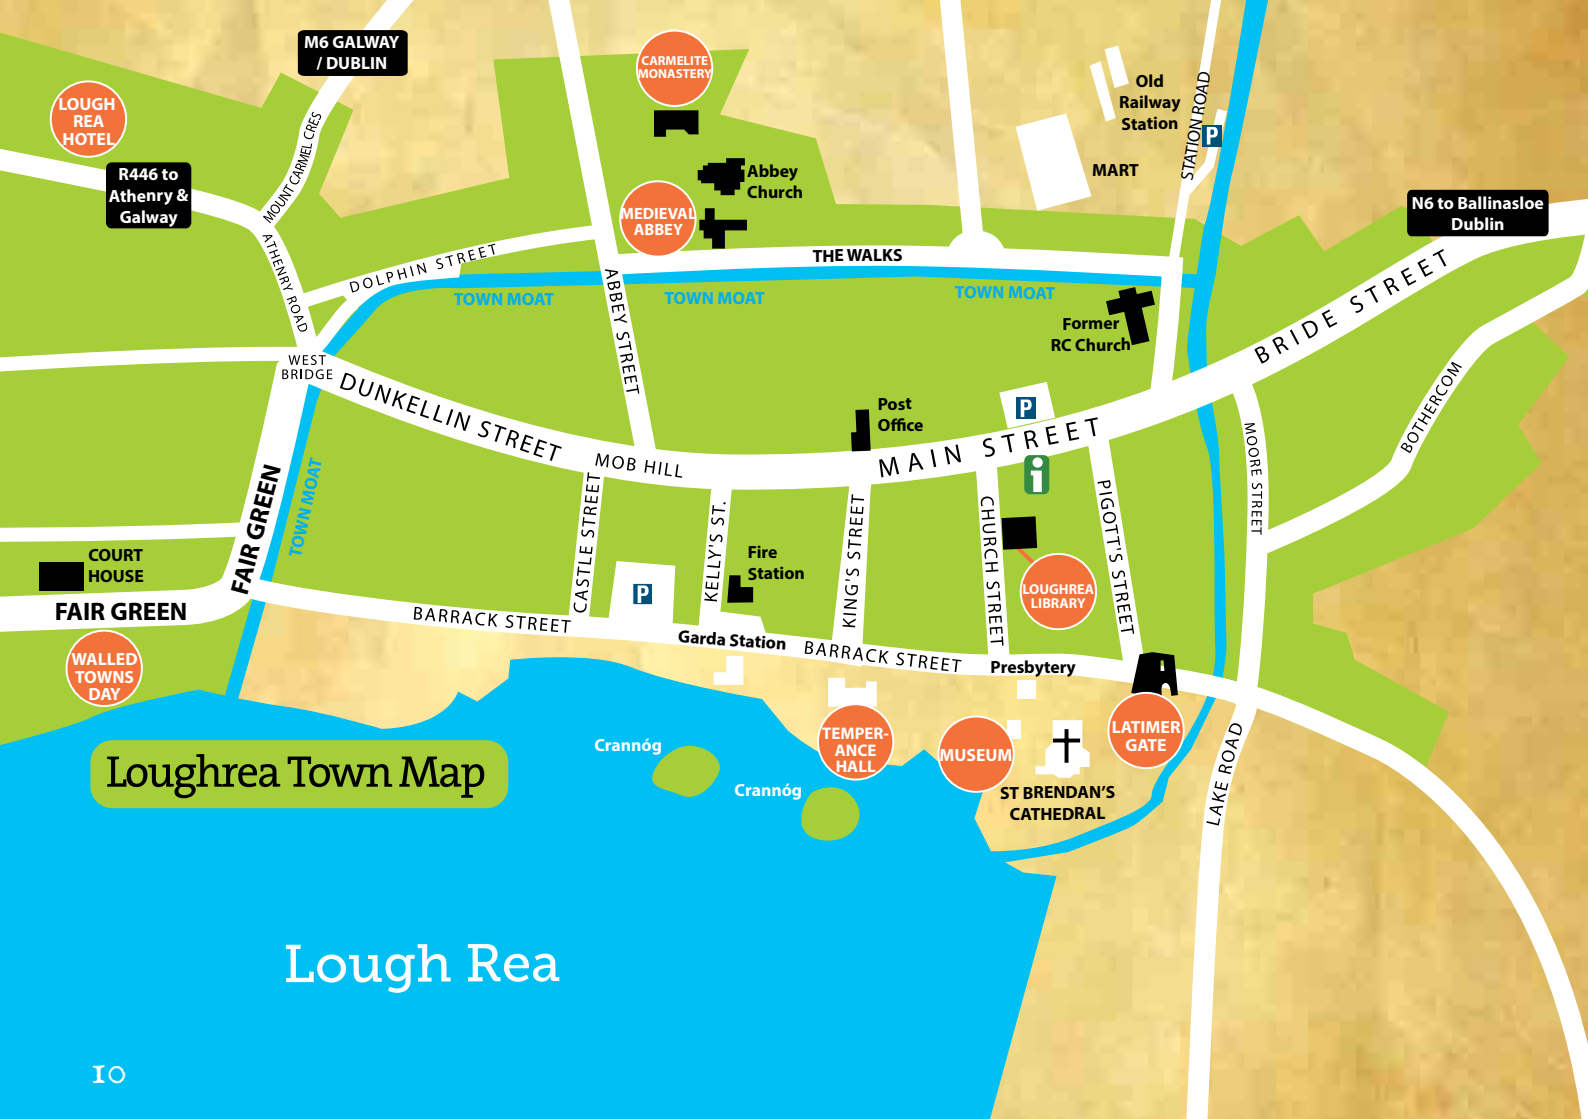 M6 GALWAY
/ DUBLIN
CARMELITE
MONASTERY
LOUGH
REA
HOTEL
Old
Railway
Station
STATION ROAD
P
MOUNT CARMEL CRES
R446 to
Athenry &
Galway
Abbey
Church
MART
MEDIEVAL
ABBEY
N6 to Ballinasloe
Dublin
ATHENRY ROAD
DOLPHIN STREET
THE WALKS
TOWN MOAT
TOWN MOAT
TOWN MOAT
ABBEY STREET
Former
RC Church
BRIDE STREET
WEST
BRIDGE
DUNKELLIN STREET
MOB HILL
Post
Office
P
MAIN STREET
i
BOTHERCOM
MOORE STREET
FAIR GREEN
TOWN MOAT
CASTLE STREET
KELLY'S ST.
KING'S STREET
CHURCH STREET
PIGOTT'S STREET
COURT
HOUSE
Fire
Station
P
LOUGHREA
LIBRARY
FAIR GREEN
BARRACK STREET
Garda Station
BARRACK STREET
Presbytery
WALLED
TOWNS
DAY
Crannóg
TEMPER-
ANCE
HALL
MUSEUM
LATIMER
GATE
LAKE ROAD
Loughrea Town Map
Crannóg
ST BRENDAN'S
CATHEDRAL
Lough Rea
10